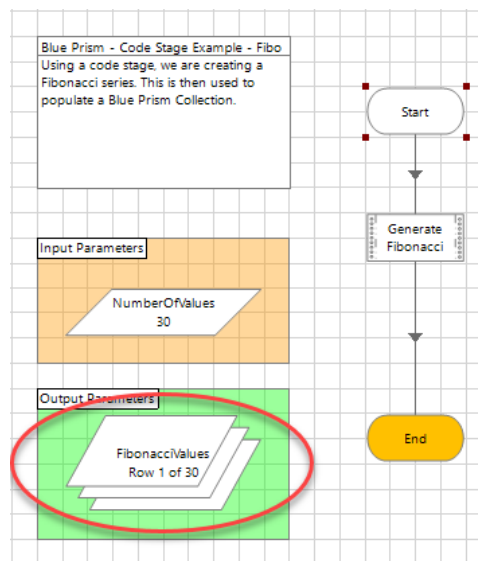 Blue Prism - Code Stage Example - Fibo
Using a code stage, we are creating a
Fibonacci series. This is then used to
populate a Blue Prism Collection.
Start
Generate
Fibonacci
Input Parameters
NumberOfValues
30
Output Parameters
FibonacciValues
Row 1 of 30
End